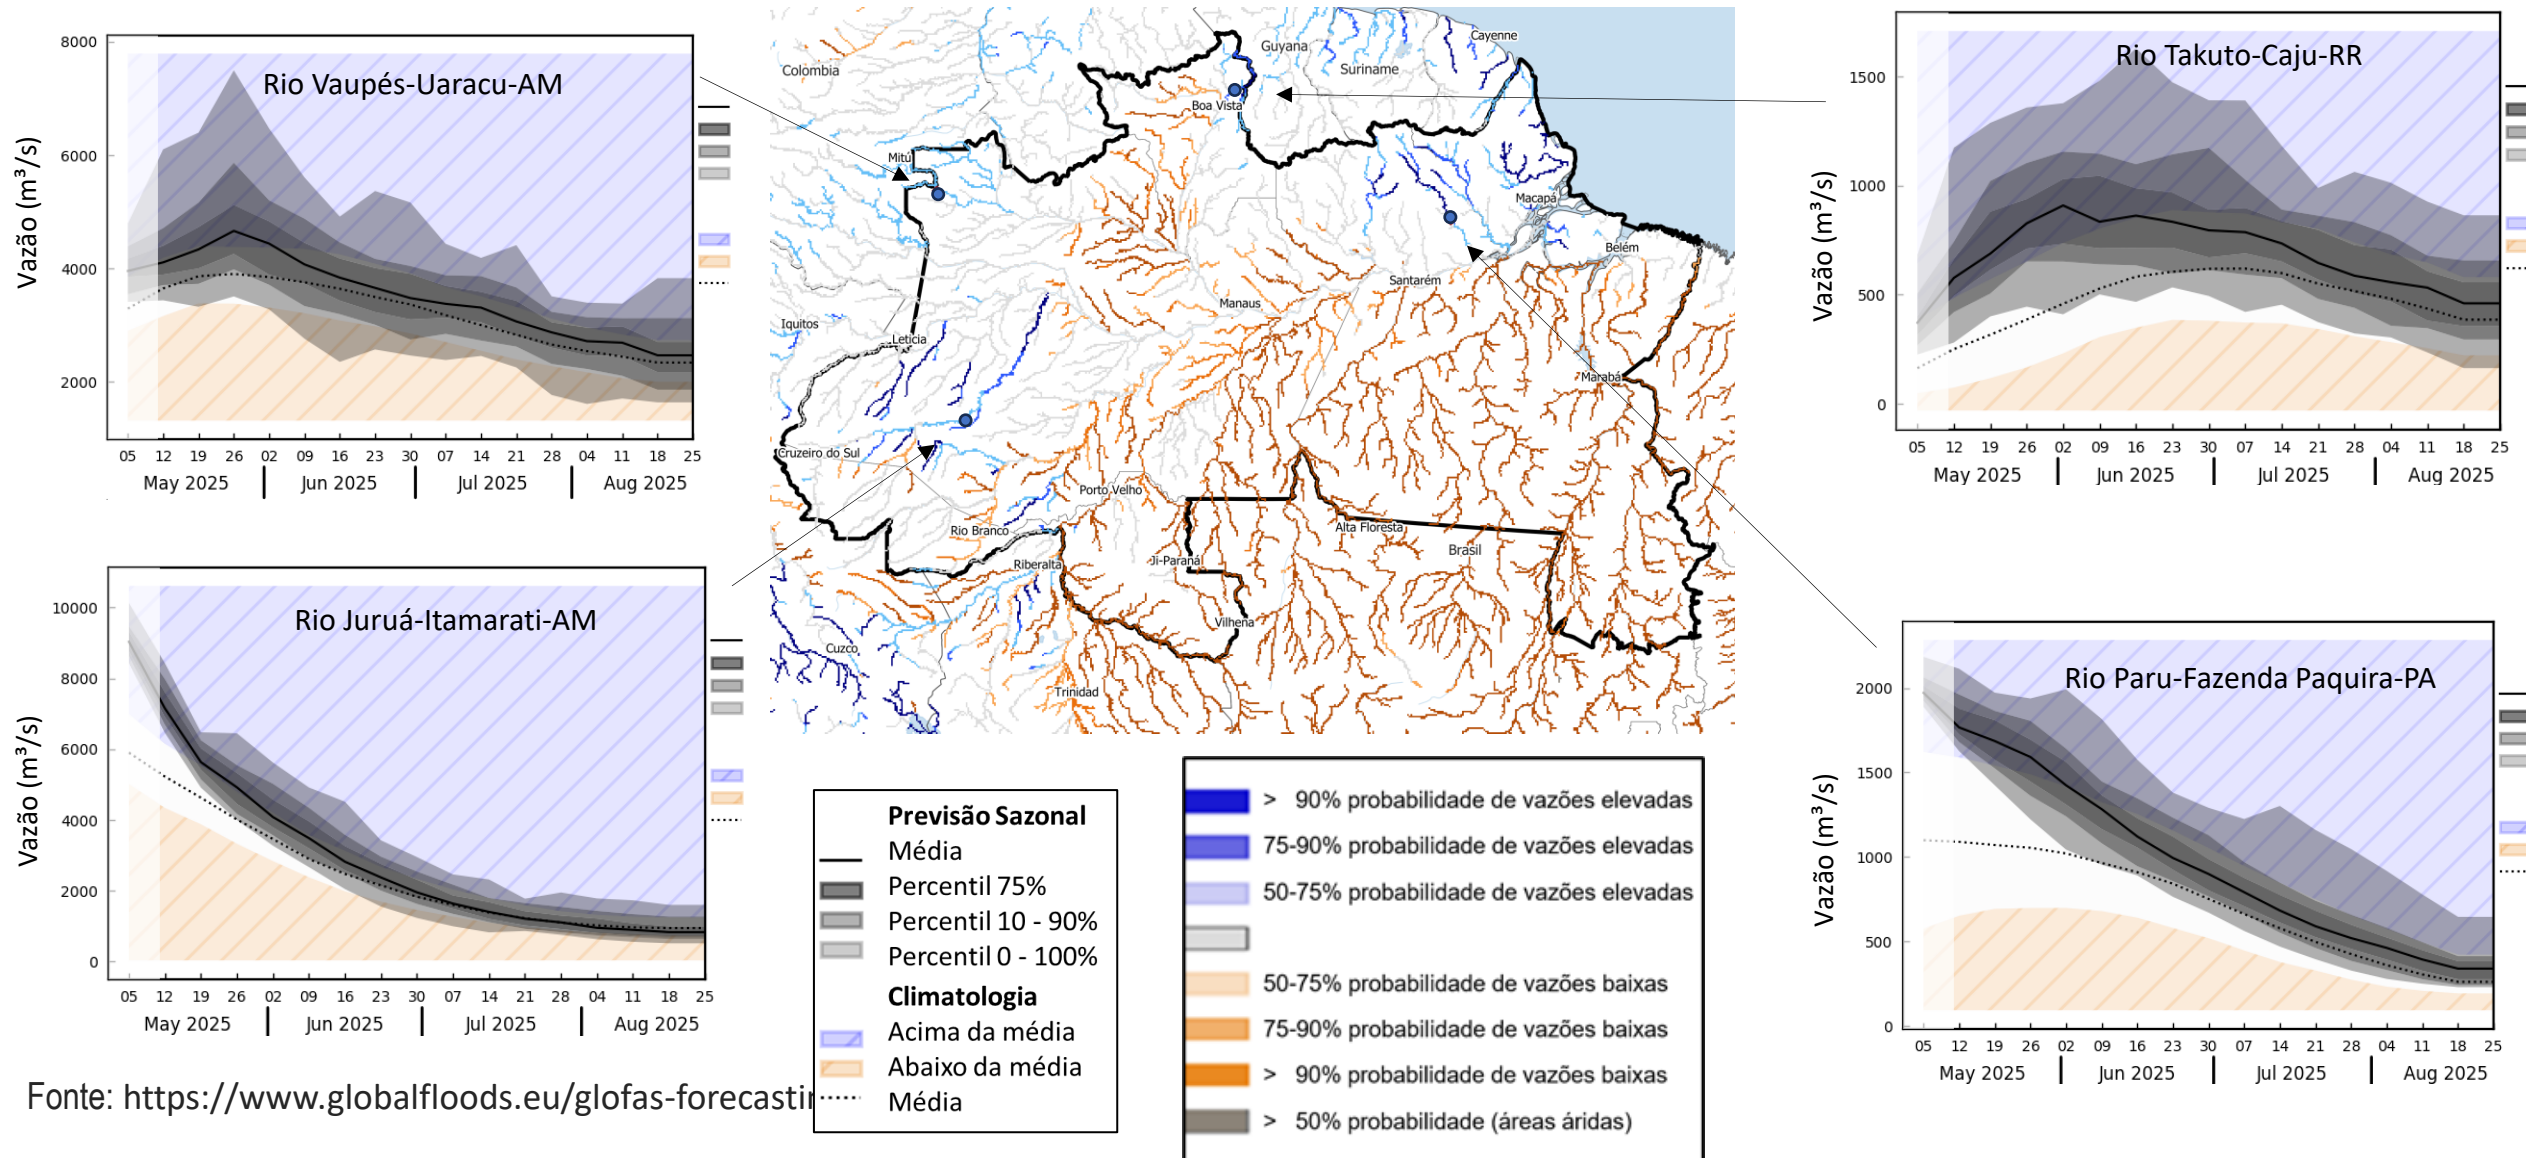 Rio Vaupés-Uaracu-AM
Vazão (m³/s)
8000
6000
4000
2000
05 12 19 26 02 09 16 23 30 07 14 21 28 04 11 18 25
May 2025 Jun 2025 Jul 2025 Aug 2025
Colombia
Guyana
Suriname
Cayenne
Boa Vista
Mitú
Macapá
Belém
Santarém
Manaus
Iquitos
Leticia
Marabá
Cruzeiro do Sul
Porto Velho
Rio Branco
Alta Floresta
Brasil
Ji-Paraná
Riberalta
Vilhena
Cuzco
Trinidad
Rio Takuto-Caju-RR
Vazão (m³/s)
1500
1000
500
0
05 12 19 26 02 09 16 23 30 07 14 21 28 04 11 18 25
May 2025 Jun 2025 Jul 2025 Aug 2025
Rio Juruá-Itamarati-AM
Vazão (m³/s)
10000
8000
6000
4000
2000
0
05 12 19 26 02 09 16 23 30 07 14 21 28 04 11 18 25
May 2025 Jun 2025 Jul 2025 Aug 2025
Previsão Sazonal
Média
Percentil 75%
Percentil 10 - 90%
Percentil 0 - 100%
Climatologia
Acima da média
Abaixo da média
Média
> 90% probabilidade de vazões elevadas
75-90% probabilidade de vazões elevadas
50-75% probabilidade de vazões elevadas
50-75% probabilidade de vazões baixas
75-90% probabilidade de vazões baixas
> 90% probabilidade de vazões baixas
> 50% probabilidade (áreas áridas)
Rio Paru-Fazenda Paquira-PA
Vazão (m³/s)
2000
1500
1000
500
0
05 12 19 26 02 09 16 23 30 07 14 21 28 04 11 18 25
May 2025 Jun 2025 Jul 2025 Aug 2025
Fonte: https://www.globalfloods.eu/glofas-forecastin